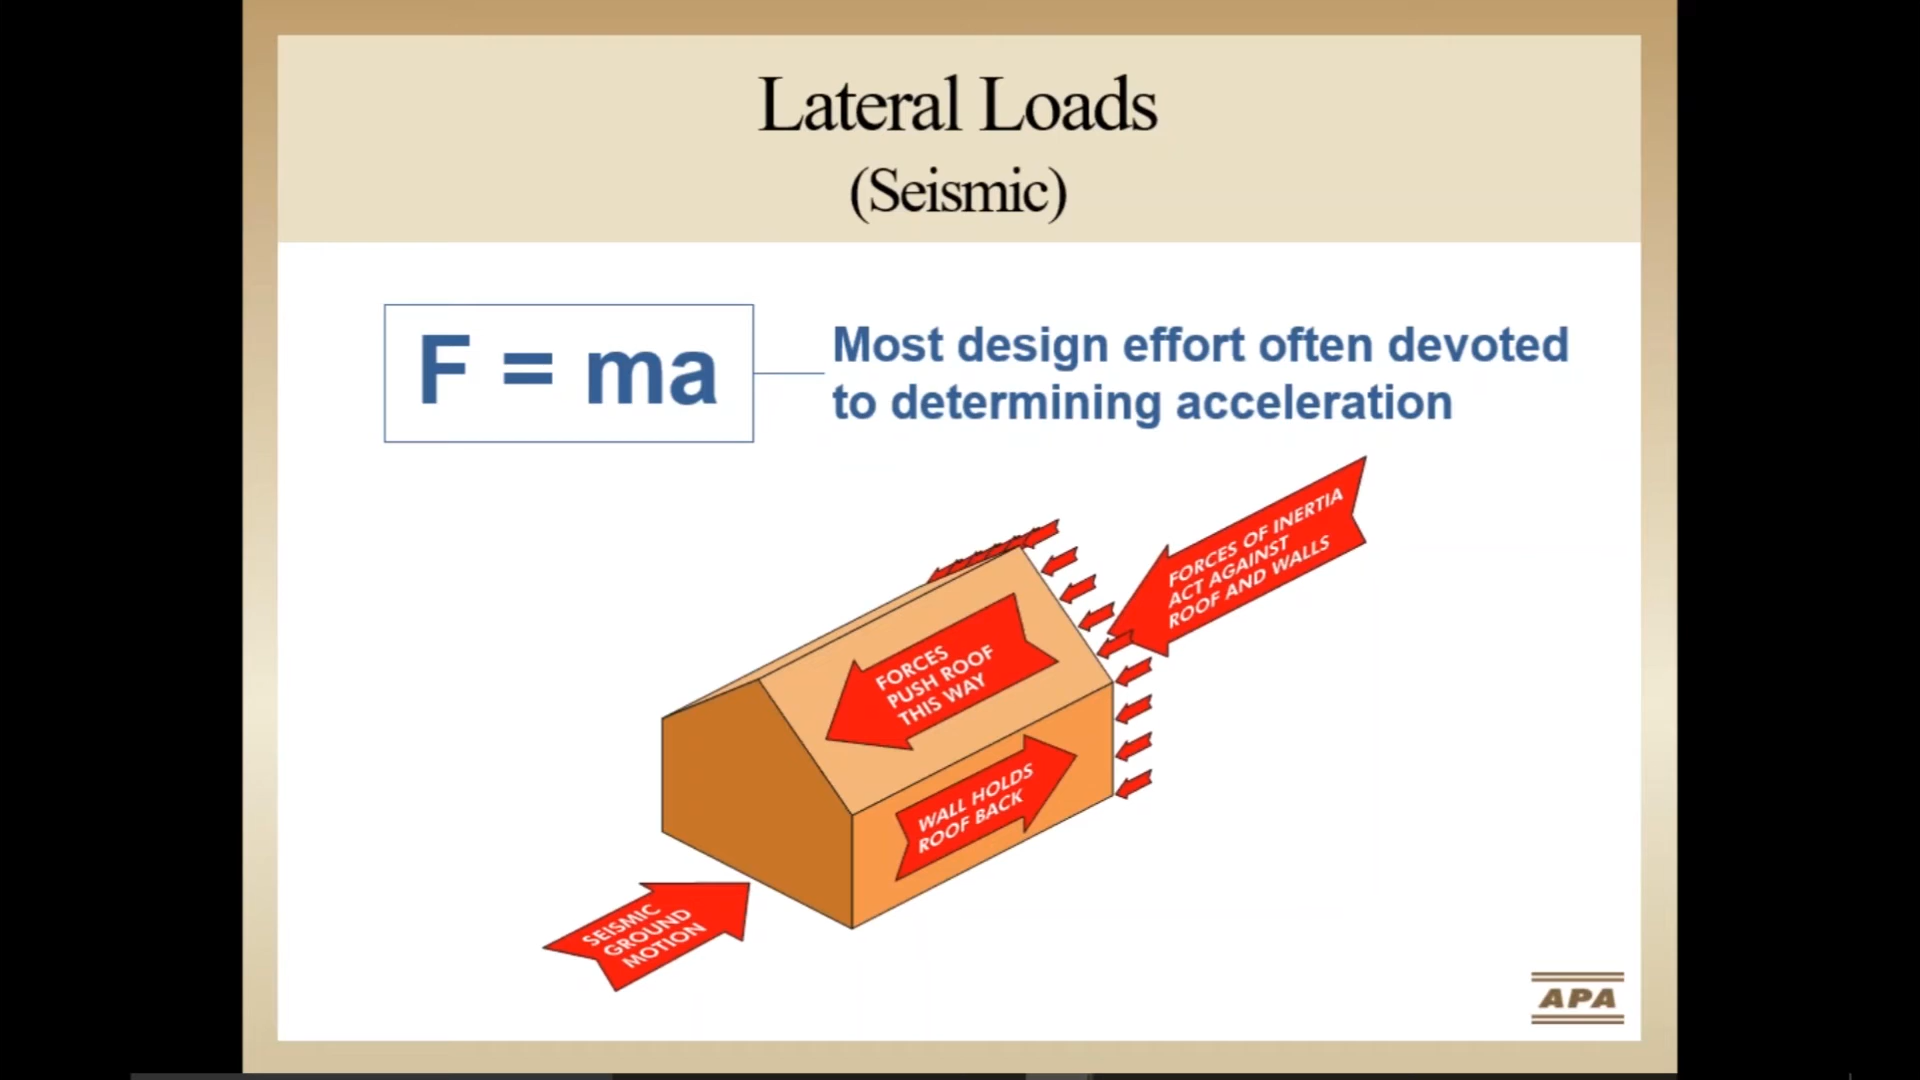 Lateral Loads
(Seismic)
F = ma
Most design effort often devoted
to determining acceleration
FORCES OF INERTIA
ACT AGAINST
ROOF AND WALLS
FORCES
PUSH ROOF
THIS WAY
WALL HOLDS
ROOF BACK
SEISMIC
GROUND
MOTION
APA